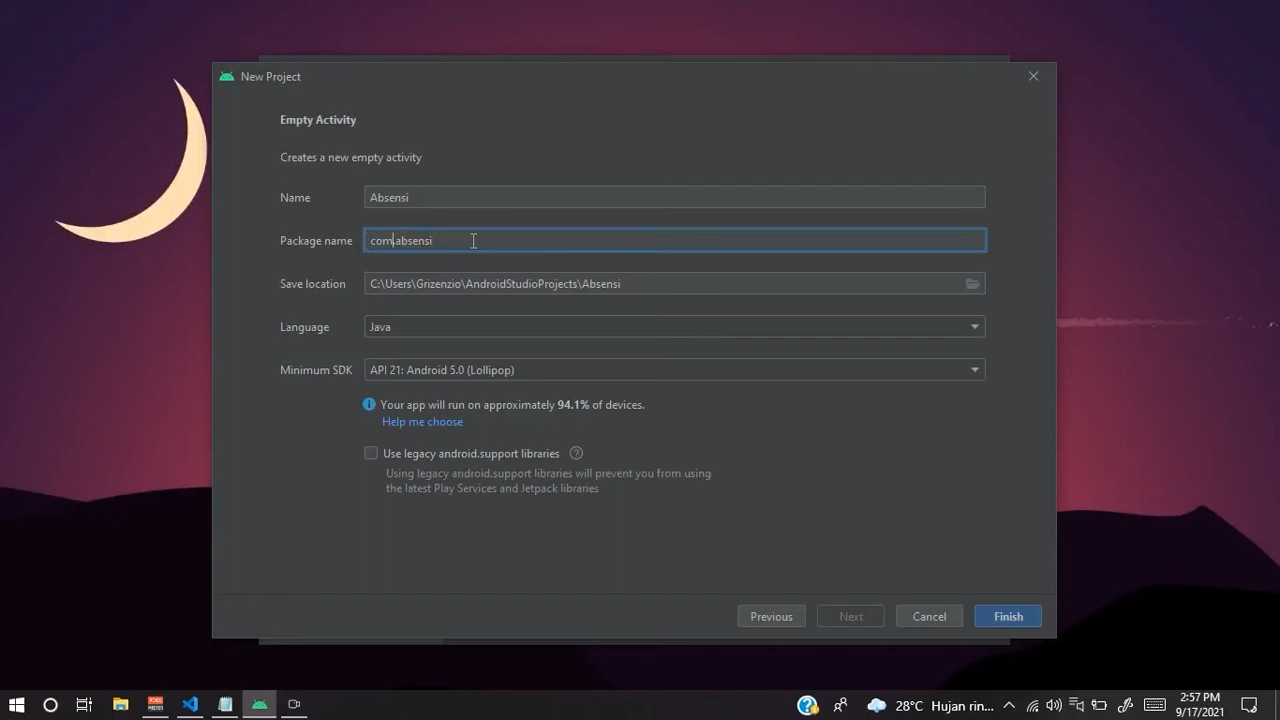 New Project
Empty Activity
Creates a new empty activity
Name Absensi
Package name com.absensi
Save location C:\Users\Grizenzio\AndroidStudioProjects\Absensi
Language Java
Minimum SDK API 21: Android 5.0 (Lollipop)
Your app will run on approximately 94.1% of devices.
Help me choose
Use legacy android.support libraries
Using legacy android.support libraries will prevent you from using
the latest Play Services and Jetpack libraries
Previous Next Cancel Finish
28°C Hujan rin... 2:57 PM
9/17/2021